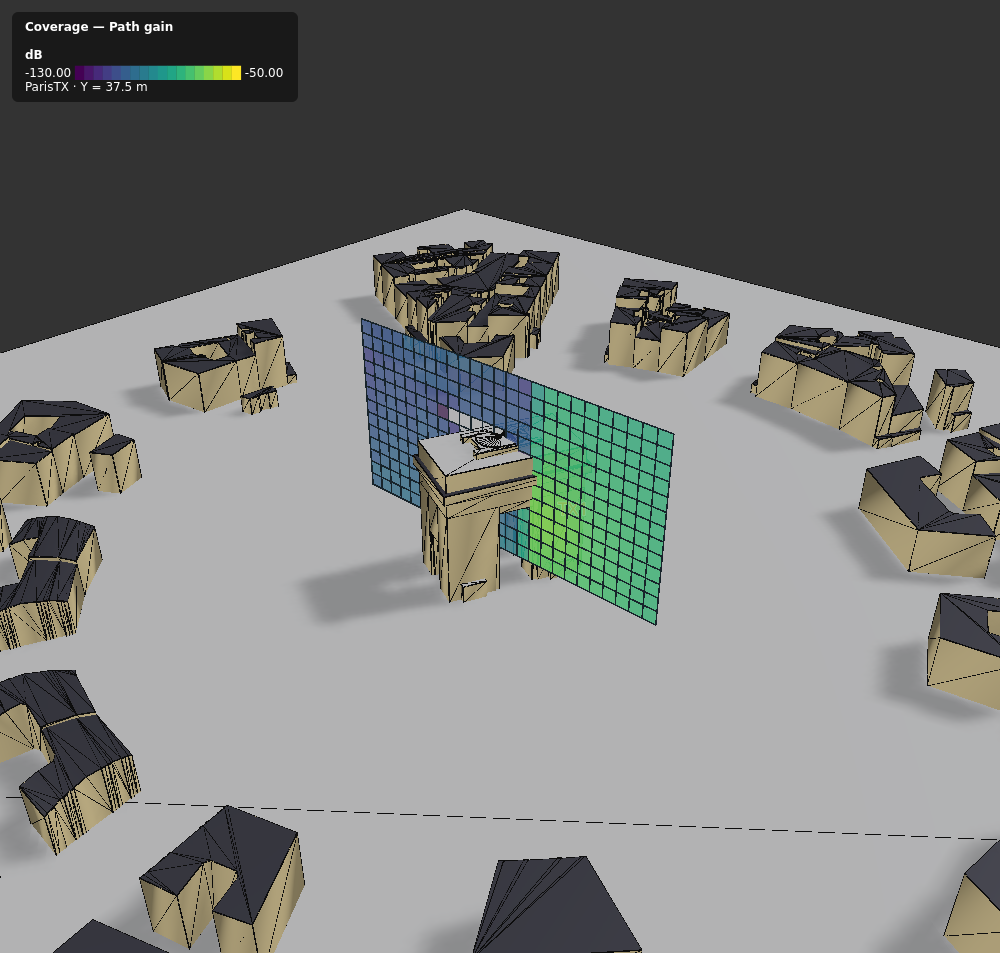 Coverage — Path gain
dB
-130.00 -50.00
ParisTX · Y = 37.5 m